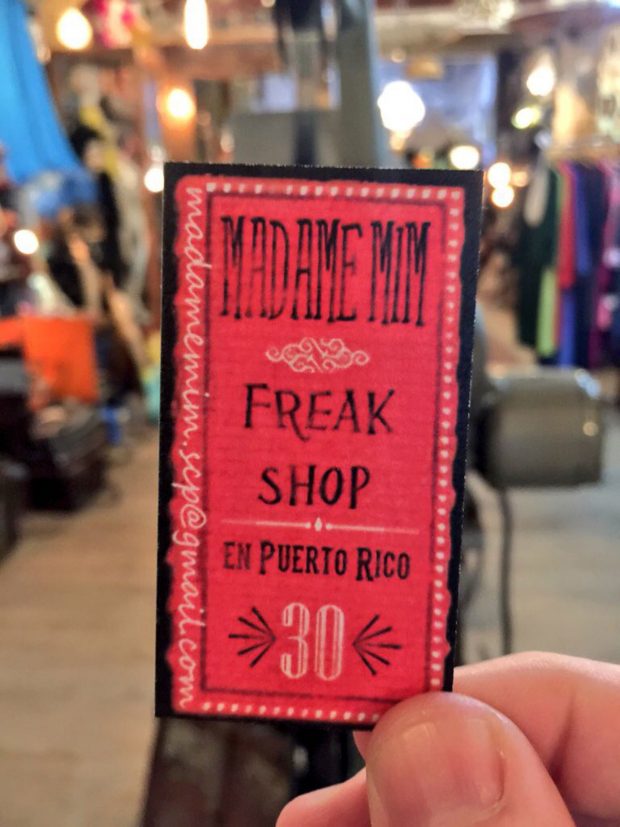 MADAME MIM
FREAK
SHOP
EN PUERTO RICO
30
madamemim.scp@gmail.com